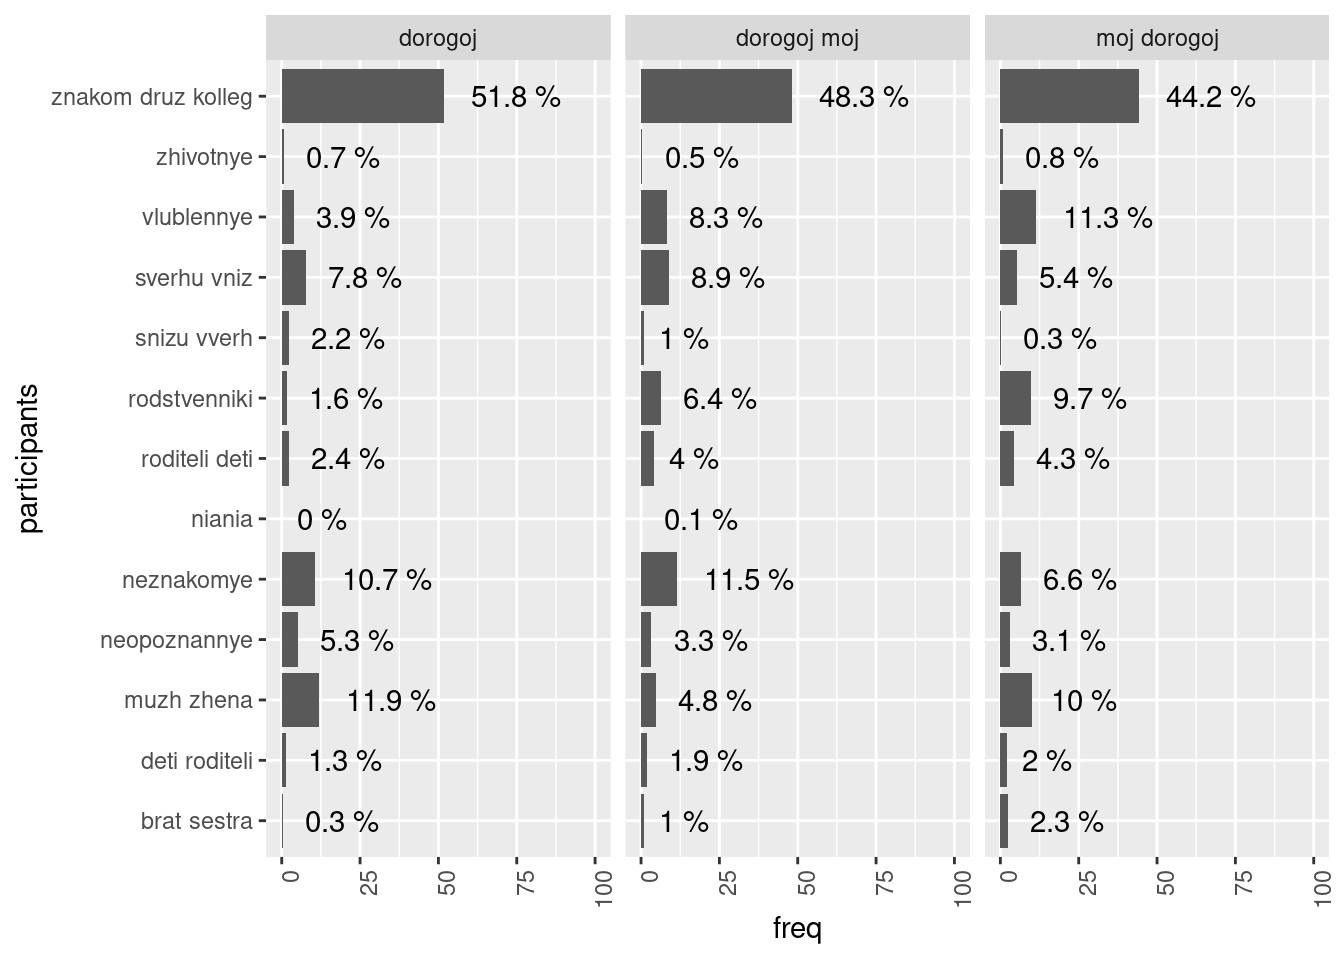 dorogoj dorogoj moj moj dorogoj
znakom druz kolleg 51.8 % 48.3 % 44.2 %
zhivotnye 0.7 % 0.5 % 0.8 %
vlublennye 3.9 % 8.3 % 11.3 %
sverhu vniz 7.8 % 8.9 % 5.4 %
snizu vverh 2.2 % 1 % 0.3 %
rodstvenniki 1.6 % 6.4 % 9.7 %
roditeli deti 2.4 % 4 % 4.3 %
niania 0 % 0.1 %
neznakomye 10.7 % 11.5 % 6.6 %
neopoznannye 5.3 % 3.3 % 3.1 %
muzh zhena 11.9 % 4.8 % 10 %
deti roditeli 1.3 % 1.9 % 2 %
brat sestra 0.3 % 1 % 2.3 %
participants
0 25 50 75 100 0 25 50 75 100 0 25 50 75 100
freq